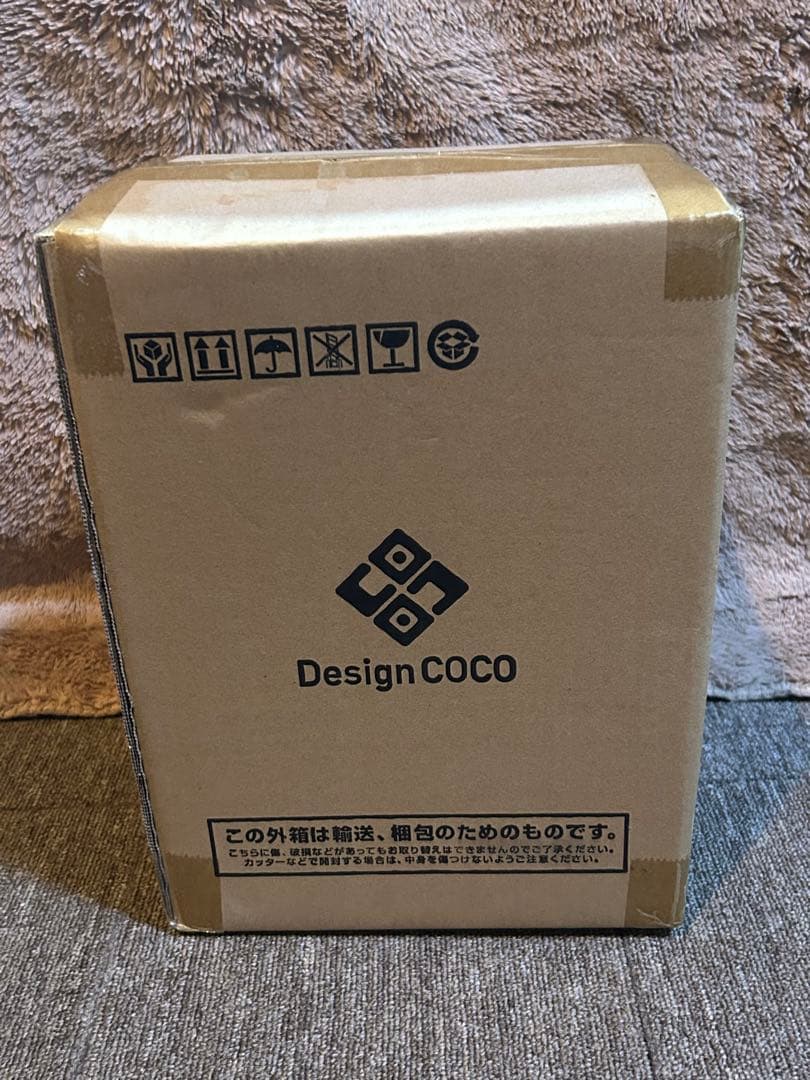 Design COCO
この外箱は輸送、梱包のためのものです。
こちらに傷、破損などがあってもお取り替えはできませんのでご了承ください。
カッターなどで開封する場合は、中身を傷つけないようご注意ください。